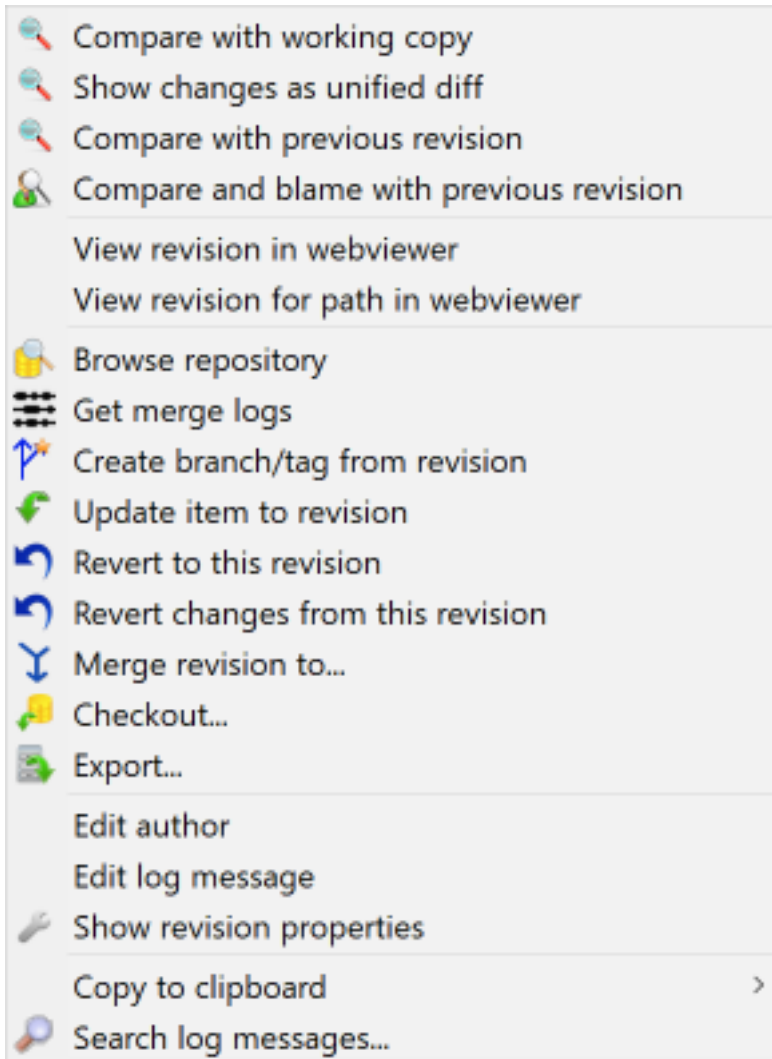 Compare with working copy
Show changes as unified diff
Compare with previous revision
Compare and blame with previous revision
View revision in webviewer
View revision for path in webviewer
Browse repository
Get merge logs
Create branch/tag from revision
Update item to revision
Revert to this revision
Revert changes from this revision
Merge revision to...
Checkout...
Export...
Edit author
Edit log message
Show revision properties
Copy to clipboard
Search log messages...